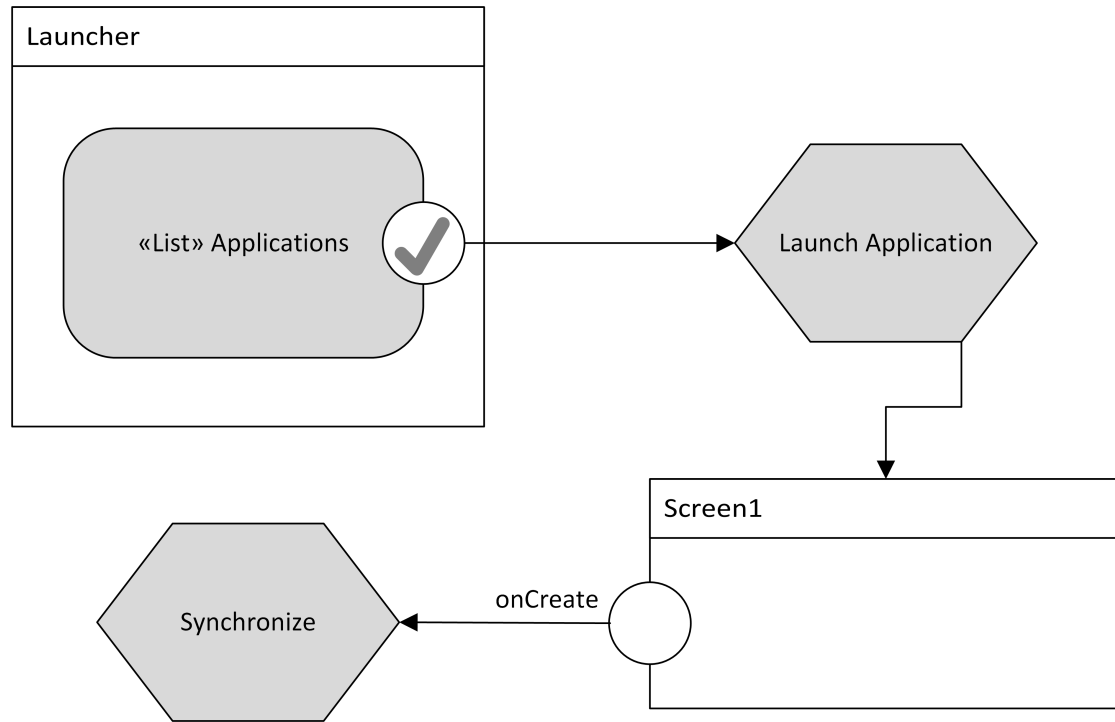 Launcher
«List» Applications
Launch Application
Screen1
onCreate
Synchronize